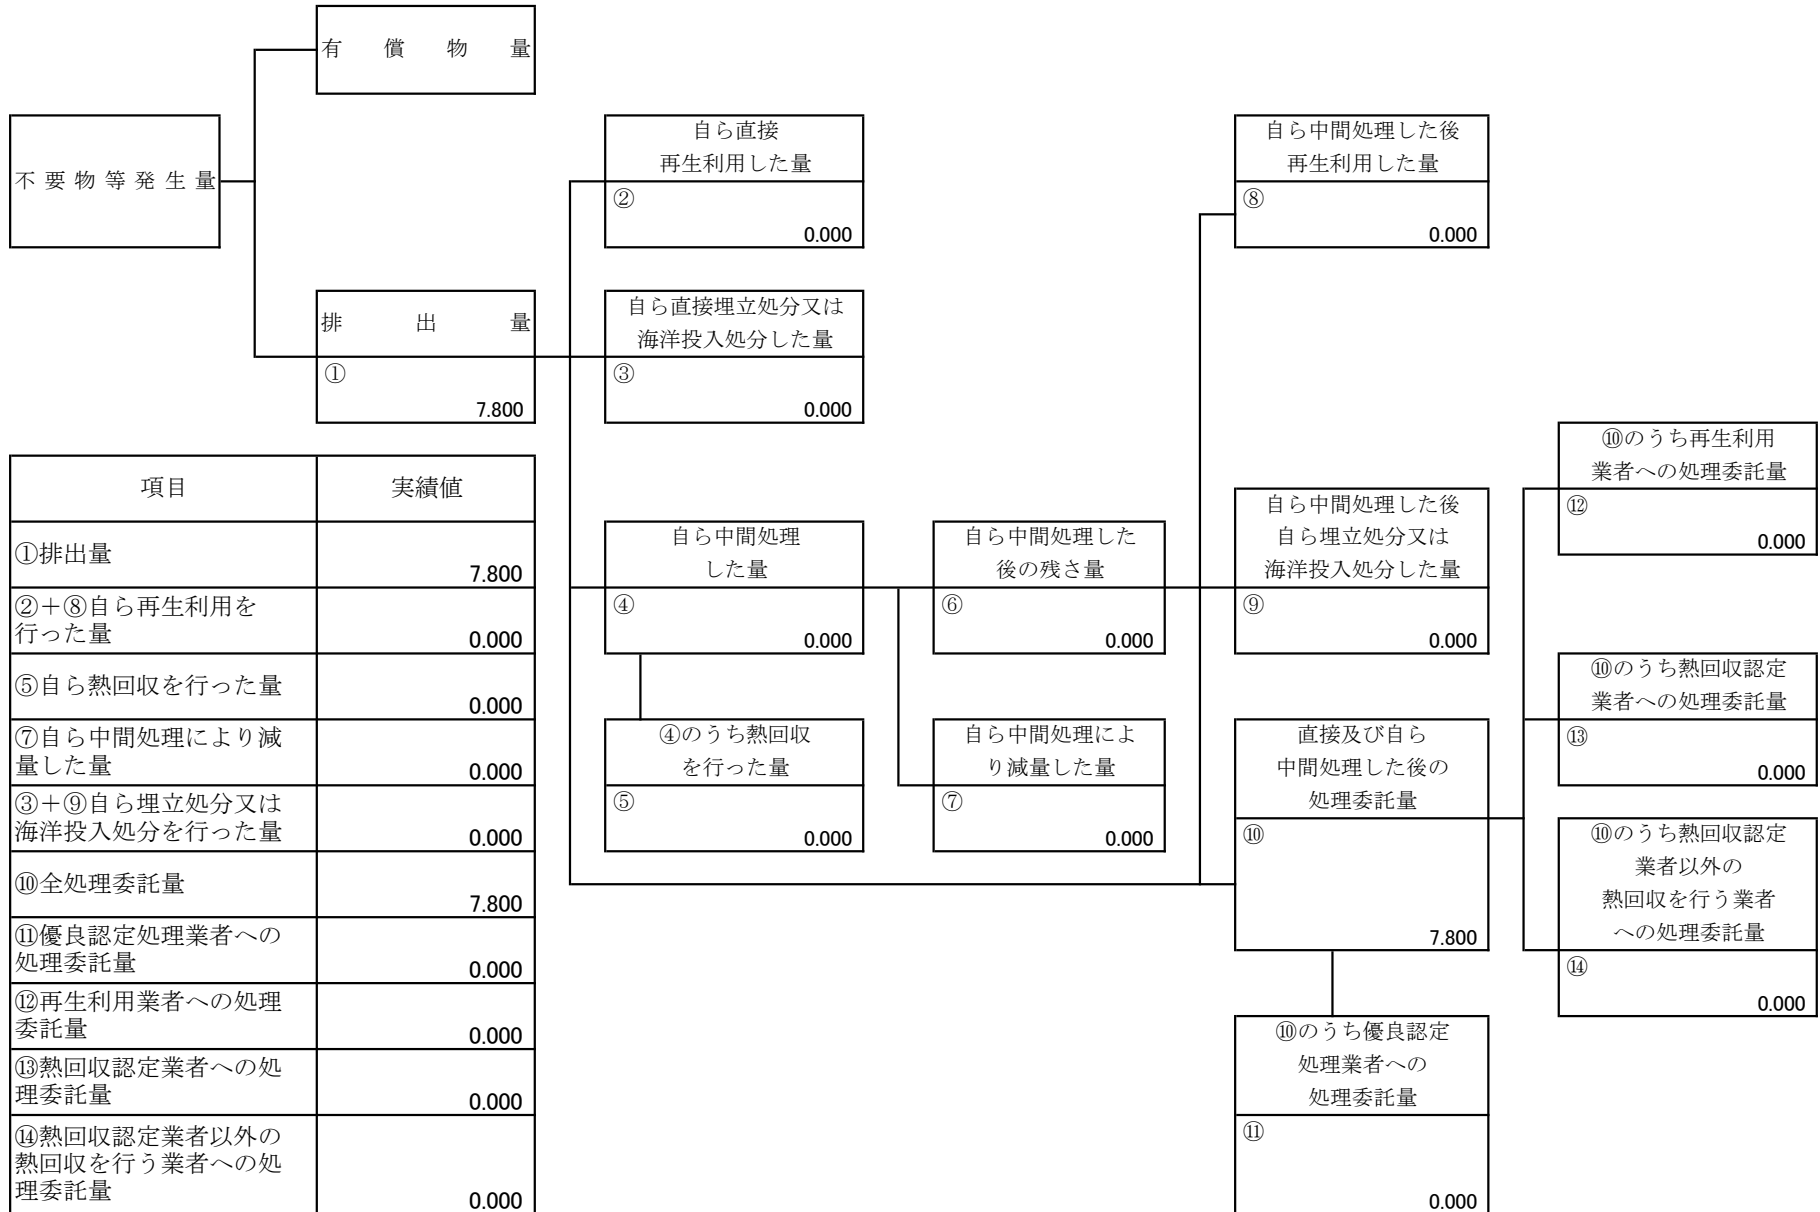 有償物量
不要物等発生量
排出量
①
7.800
自ら直接
再生利用した量
②
0.000
自ら直接埋立処分又は
海洋投入処分した量
③
0.000
自ら中間処理
した量
④
0.000
④のうち熱回収
を行った量
⑤
0.000
自ら中間処理した
後の残さ量
⑥
0.000
自ら中間処理によ
り減量した量
⑦
0.000
自ら中間処理した後
再生利用した量
⑧
0.000
自ら中間処理した後
自ら埋立処分又は
海洋投入処分した量
⑨
0.000
直接及び自ら
中間処理した後の
処理委託量
⑩
7.800
⑩のうち優良認定
処理業者への
処理委託量
⑪
0.000
⑩のうち再生利用
業者への処理委託量
⑫
0.000
⑩のうち熱回収認定
業者への処理委託量
⑬
0.000
⑩のうち熱回収認定
業者以外の
熱回収を行う業者
への処理委託量
⑭
0.000
項目 実績値
①排出量
7.800
②＋⑧自ら再生利用を
行った量
0.000
⑤自ら熱回収を行った量
0.000
⑦自ら中間処理により減
量した量
0.000
③＋⑨自ら埋立処分又は
海洋投入処分を行った量
0.000
⑩全処理委託量
7.800
⑪優良認定処理業者への
処理委託量
0.000
⑫再生利用業者への処理
委託量
0.000
⑬熱回収認定業者への処
理委託量
0.000
⑭熱回収認定業者以外の
熱回収を行う業者への処
理委託量
0.000